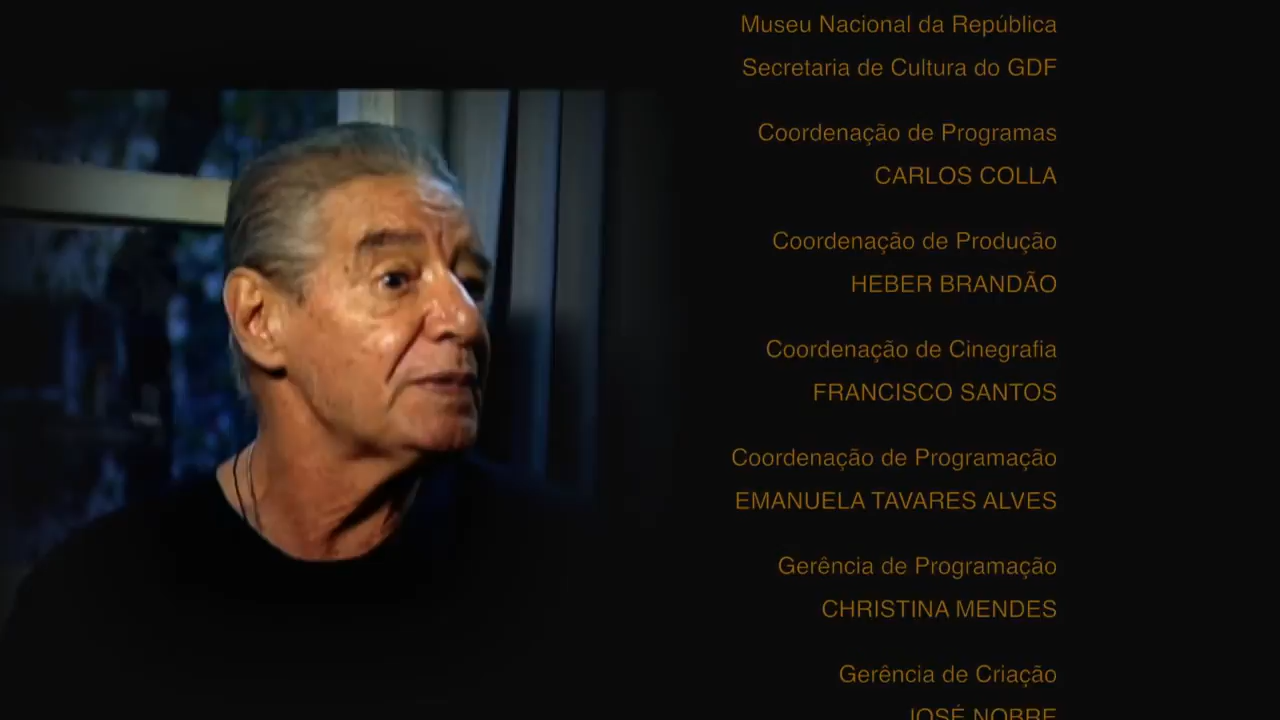 Museu Nacional da República
Secretaria de Cultura do GDF
Coordenação de Programas
CARLOS COLLA
Coordenação de Produção
HEBER BRANDÃO
Coordenação de Cinegrafia
FRANCISCO SANTOS
Coordenação de Programação
EMANUELA TAVARES ALVES
Gerência de Programação
CHRISTINA MENDES
Gerência de Criação
JOSÉ NOBRE